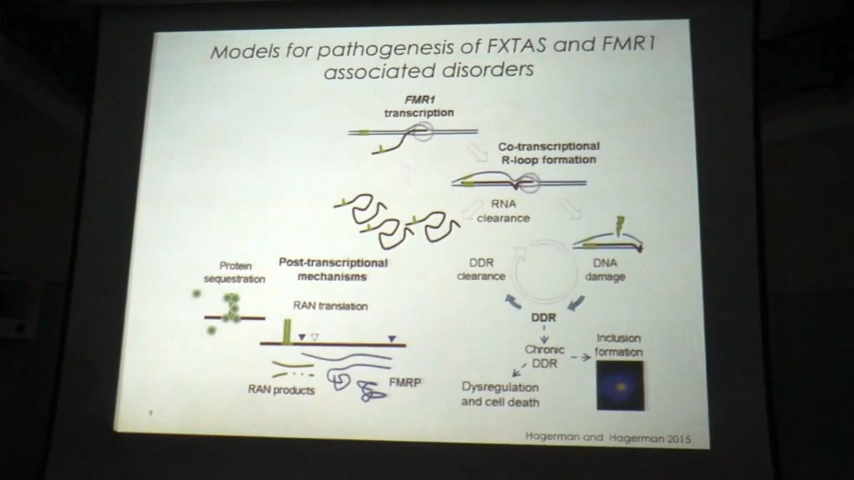 Models for pathogenesis of FXTAS and FMR1
associated disorders
FMR1
transcription
Co-transcriptional
R-loop formation
RNA
clearance
DDR
clearance
DNA
damage
DDR
Chronic
DDR
Inclusion
formation
Dysregulation
and cell death
Protein
sequestration
Post-transcriptional
mechanisms
RAN translation
RAN products
FMRP
Hagerman and Hagerman 2015